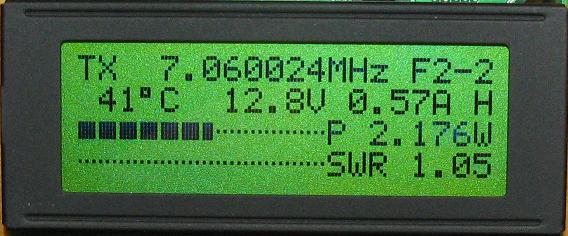 TX 7.060024MHz F2-2
41°C 12.8V 0.57A H
P 2.176W
SWR 1.05